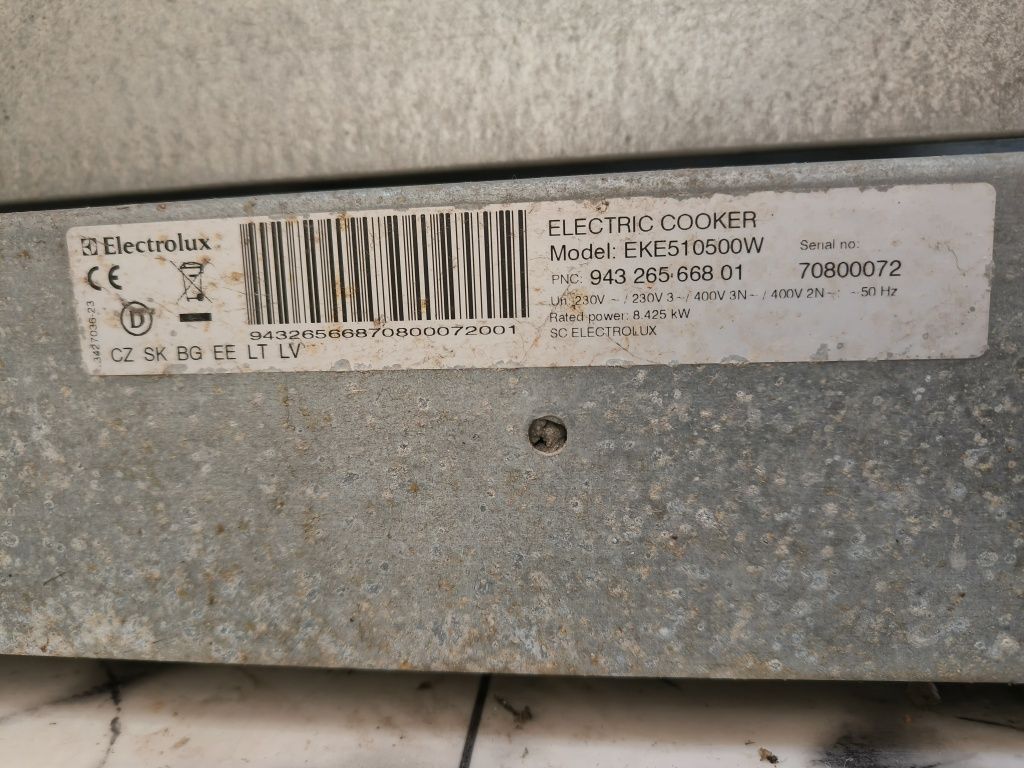 Electrolux
CE
D
3427036-23
CZ SK BG EE LT LV
94326566870800072001
ELECTRIC COOKER
Model: EKE510500W
Serial no:
PNC: 943 265 668 01
70800072
Un: 230V ~ / 230V 3 ~ / 400V 3N ~ / 400V 2N ~ ~ 50 Hz
Rated power: 8.425 kW
SC ELECTROLUX